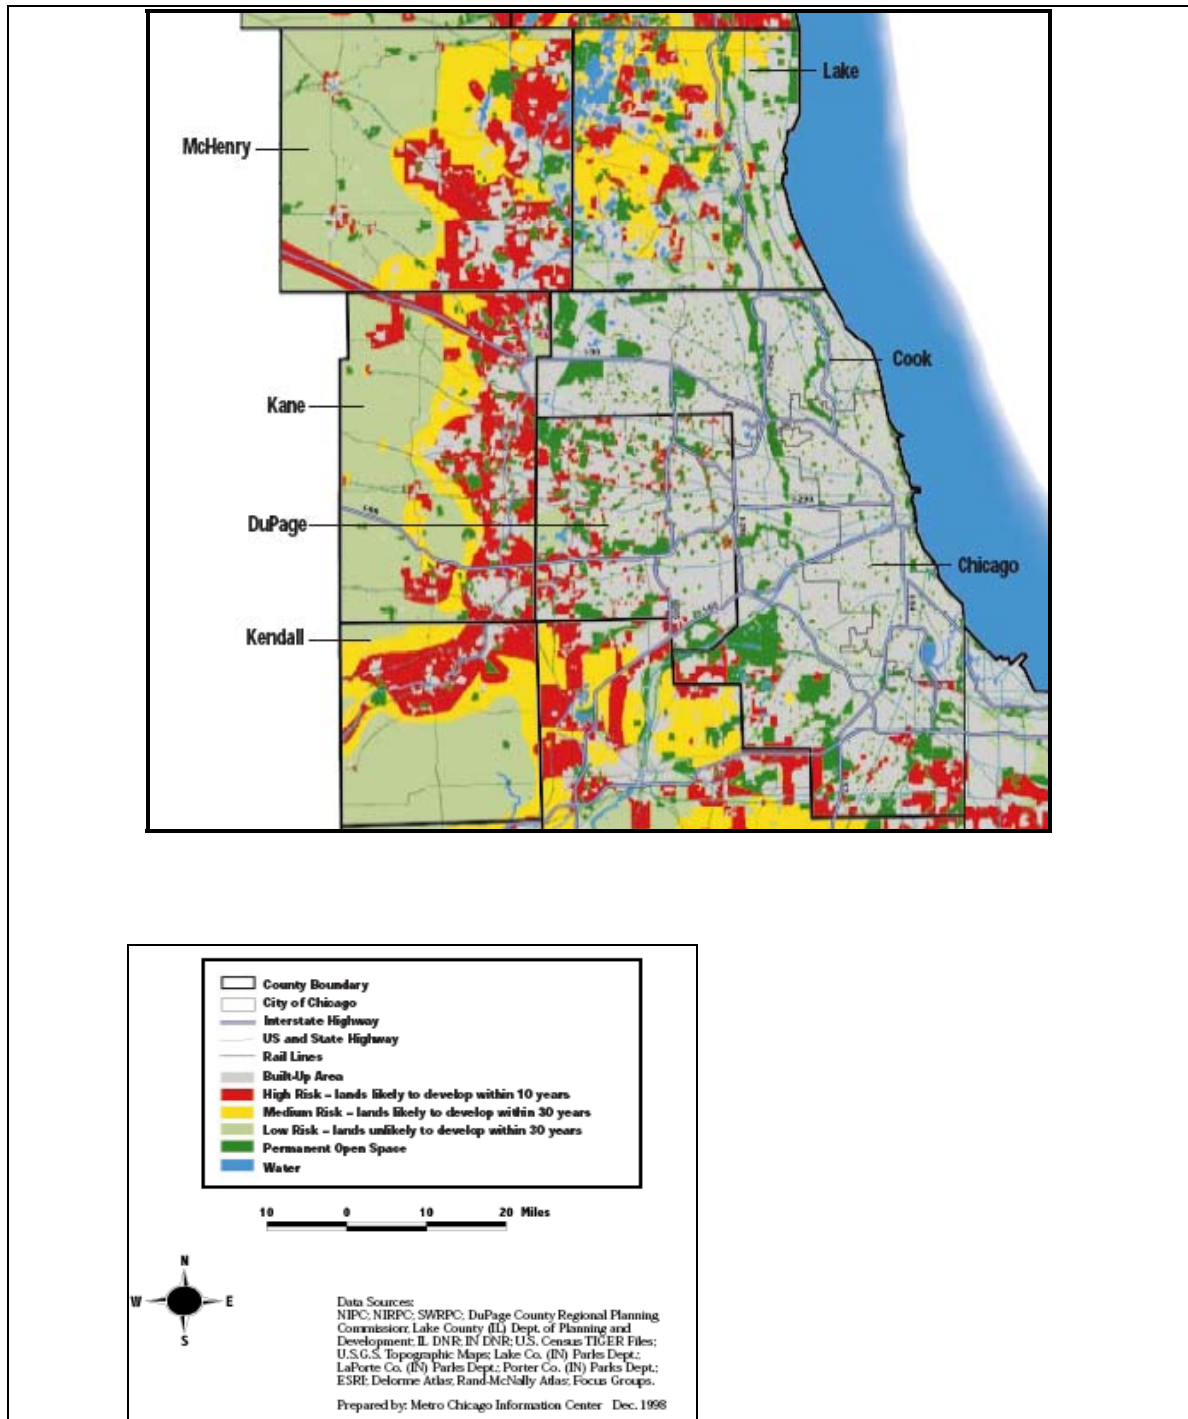 Lake
McHenry
Cook
Kane
DuPage
Chicago
Kendall
I-90
I-290
County Boundary
City of Chicago
Interstate Highway
US and State Highway
Rail Lines
Built-Up Area
High Risk – lands likely to develop within 10 years
Medium Risk – lands likely to develop within 30 years
Low Risk – lands unlikely to develop within 30 years
Permanent Open Space
Water
10 0 10 20 Miles
N
W E
S
Data Sources:
NIPC; NIRPC; SWRPC; DuPage County Regional Planning
Commission; Lake County (IL) Dept. of Planning and
Development; IL DNR; IN DNR; U.S. Census TIGER Files;
U.S.G.S. Topographic Maps; Lake Co. (IN) Parks Dept.;
LaPorte Co. (IN) Parks Dept.; Porter Co. (IN) Parks Dept.;
ESRI; Delorme Atlas; Rand-McNally Atlas; Focus Groups.
Prepared by: Metro Chicago Information Center Dec. 1998